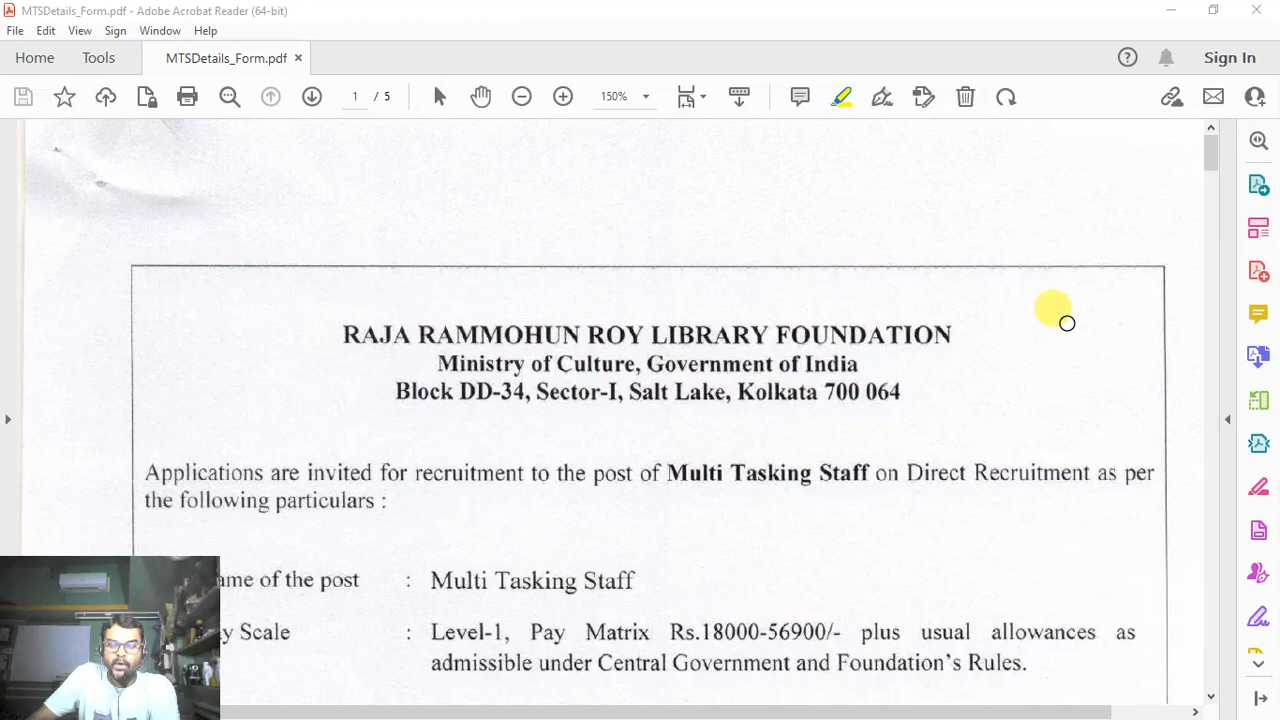 MTSDetails_Form.pdf - Adobe Acrobat Reader (64-bit)
File Edit View Sign Window Help
Home Tools MTSDetails_Form.pdf × Sign In
1 / 5 150%
RAJA RAMMOHUN ROY LIBRARY FOUNDATION
Ministry of Culture, Government of India
Block DD-34, Sector-I, Salt Lake, Kolkata 700 064
Applications are invited for recruitment to the post of Multi Tasking Staff on Direct Recruitment as per
the following particulars :
of the post : Multi Tasking Staff
Scale : Level-1, Pay Matrix Rs.18000-56900/- plus usual allowances as
admissible under Central Government and Foundation's Rules.